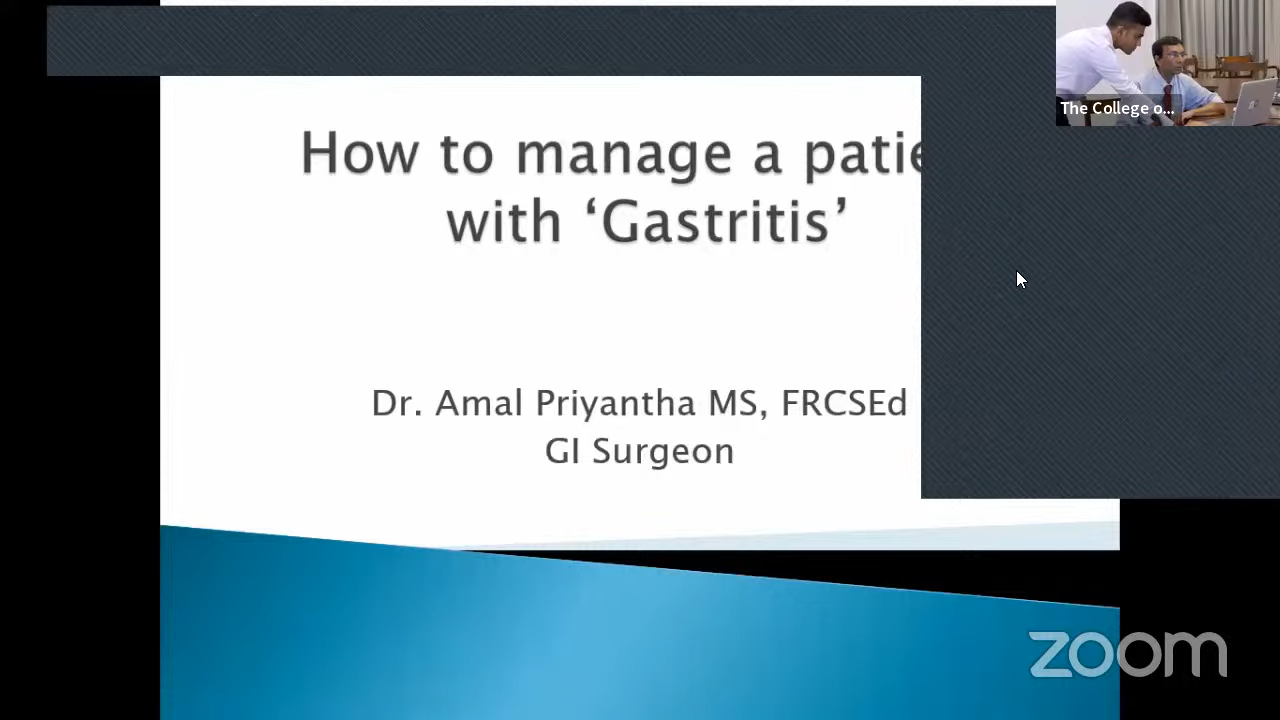 The College o...
How to manage a patie
with ‘Gastritis’
Dr. Amal Priyantha MS, FRCSEd
GI Surgeon
zoom